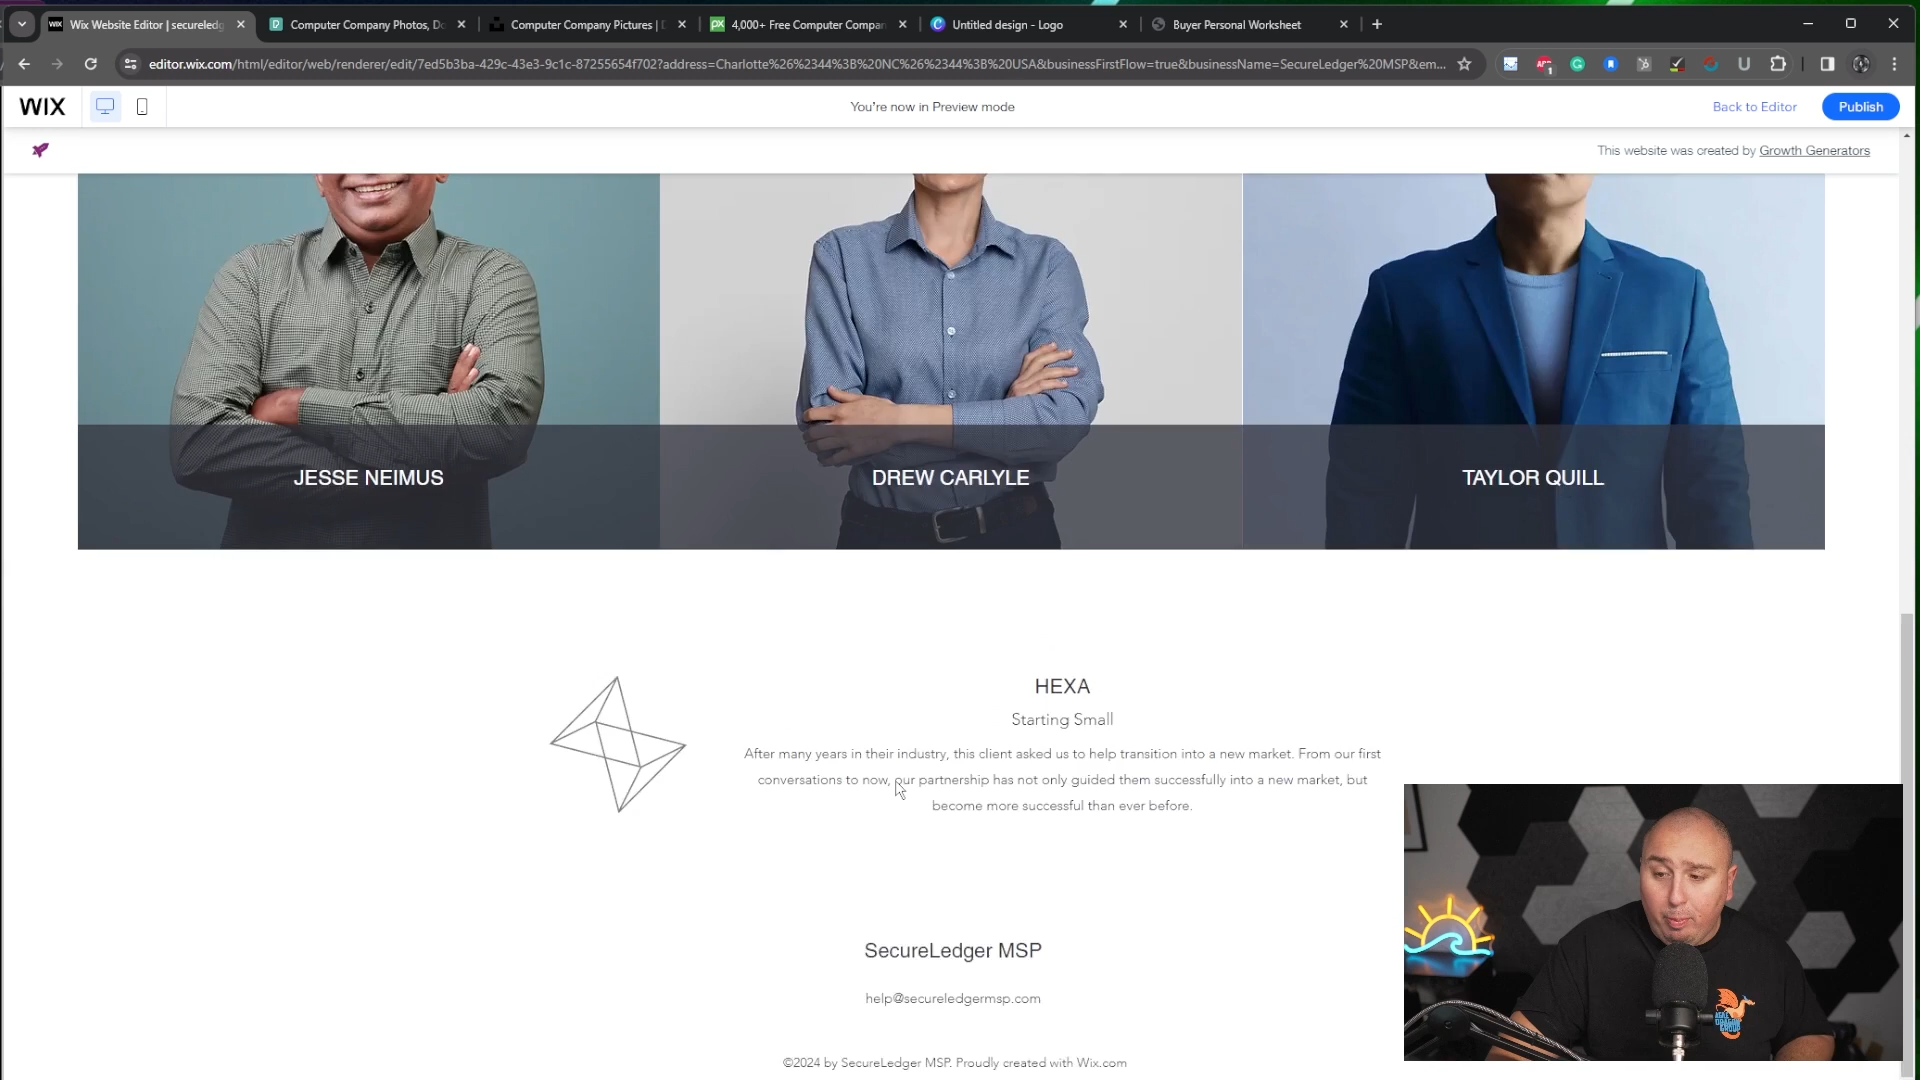 Wix Website Editor | secureledg
Computer Company Photos, Do
Computer Company Pictures | D
4,000+ Free Computer Compan
Untitled design - Logo
Buyer Personal Worksheet
editor.wix.com/html/editor/web/renderer/edit/7ed5b3ba-429c-43e3-9c1c-87255654f702?address=Charlotte%26%2344%3B%20NC%26%2344%3B%20USA&businessFirstFlow=true&businessName=SecureLedger%20MSP&em...
WIX
You're now in Preview mode
Back to Editor
Publish
This website was created by Growth Generators
JESSE NEIMUS
DREW CARLYLE
TAYLOR QUILL
HEXA
Starting Small
After many years in their industry, this client asked us to help transition into a new market. From our first
conversations to now, our partnership has not only guided them successfully into a new market, but
become more successful than ever before.
SecureLedger MSP
help@secureledgermsp.com
©2024 by SecureLedger MSP. Proudly created with Wix.com